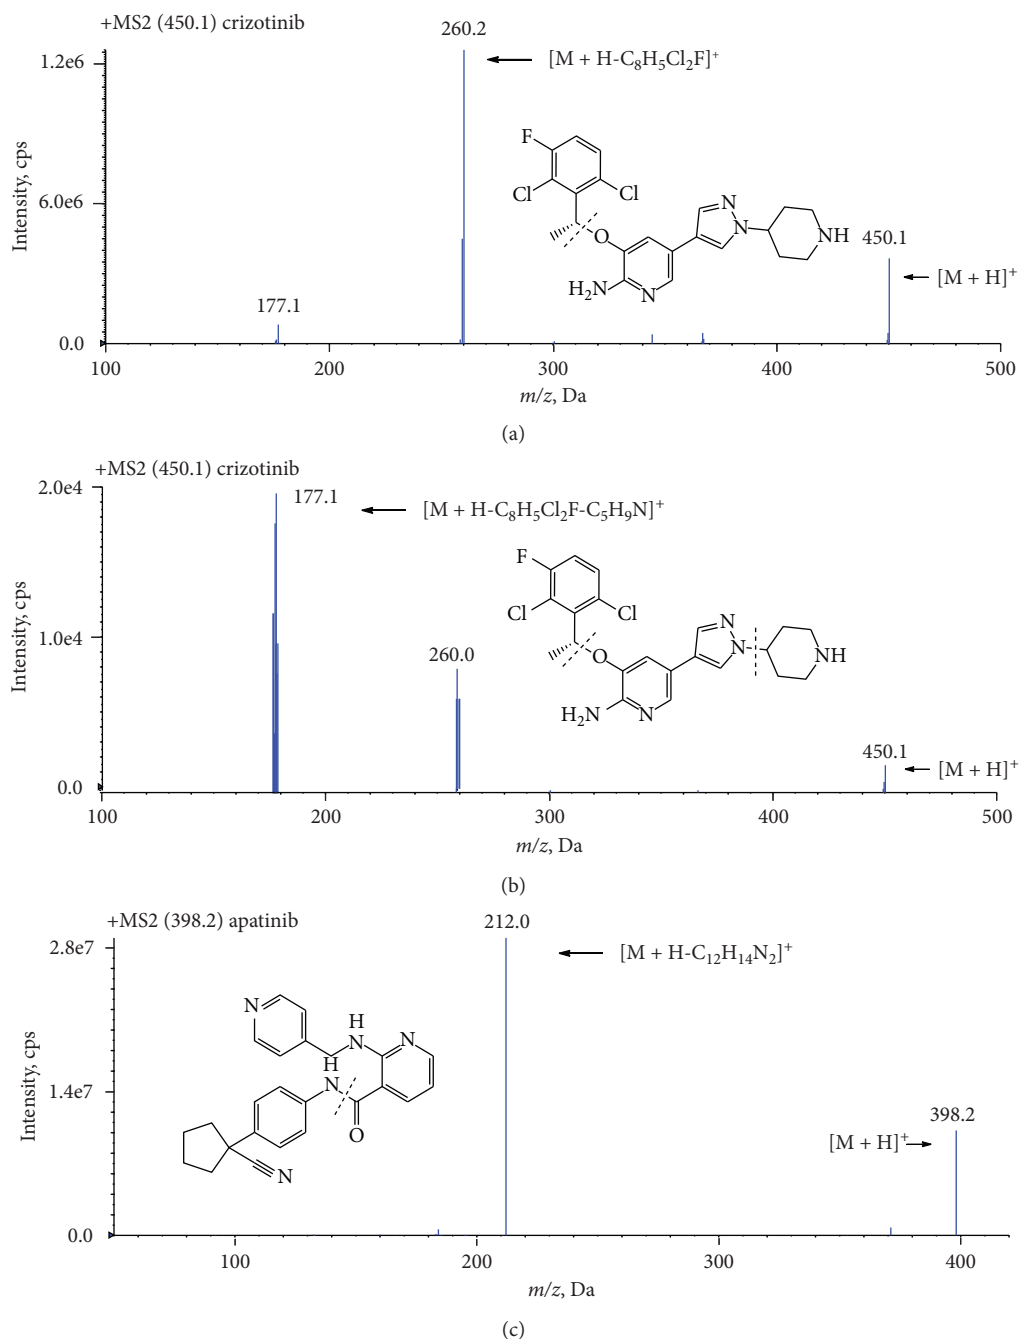 +MS2 (450.1) crizotinib
260.2
1.2e6
[M + H-C₈H₅Cl₂F]⁺
F
Cl
Cl
Intensity, cps
6.0e6
N
O
N
NH
450.1
[M + H]⁺
H₂N
N
177.1
0.0
100
200
300
400
500
m/z, Da
(a)
+MS2 (450.1) crizotinib
2.0e4
177.1
[M + H-C₈H₅Cl₂F-C₅H₉N]⁺
F
Cl
Cl
Intensity, cps
1.0e4
N
260.0
O
N
NH
H₂N
N
450.1
[M + H]⁺
0.0
100
200
300
400
500
m/z, Da
(b)
+MS2 (398.2) apatinib
212.0
2.8e7
[M + H-C₁₂H₁₄N₂]⁺
N
H
N
N
H
N
Intensity, cps
1.4e7
O
398.2
[M + H]⁺
N
0.0
100
200
300
400
m/z, Da
(c)